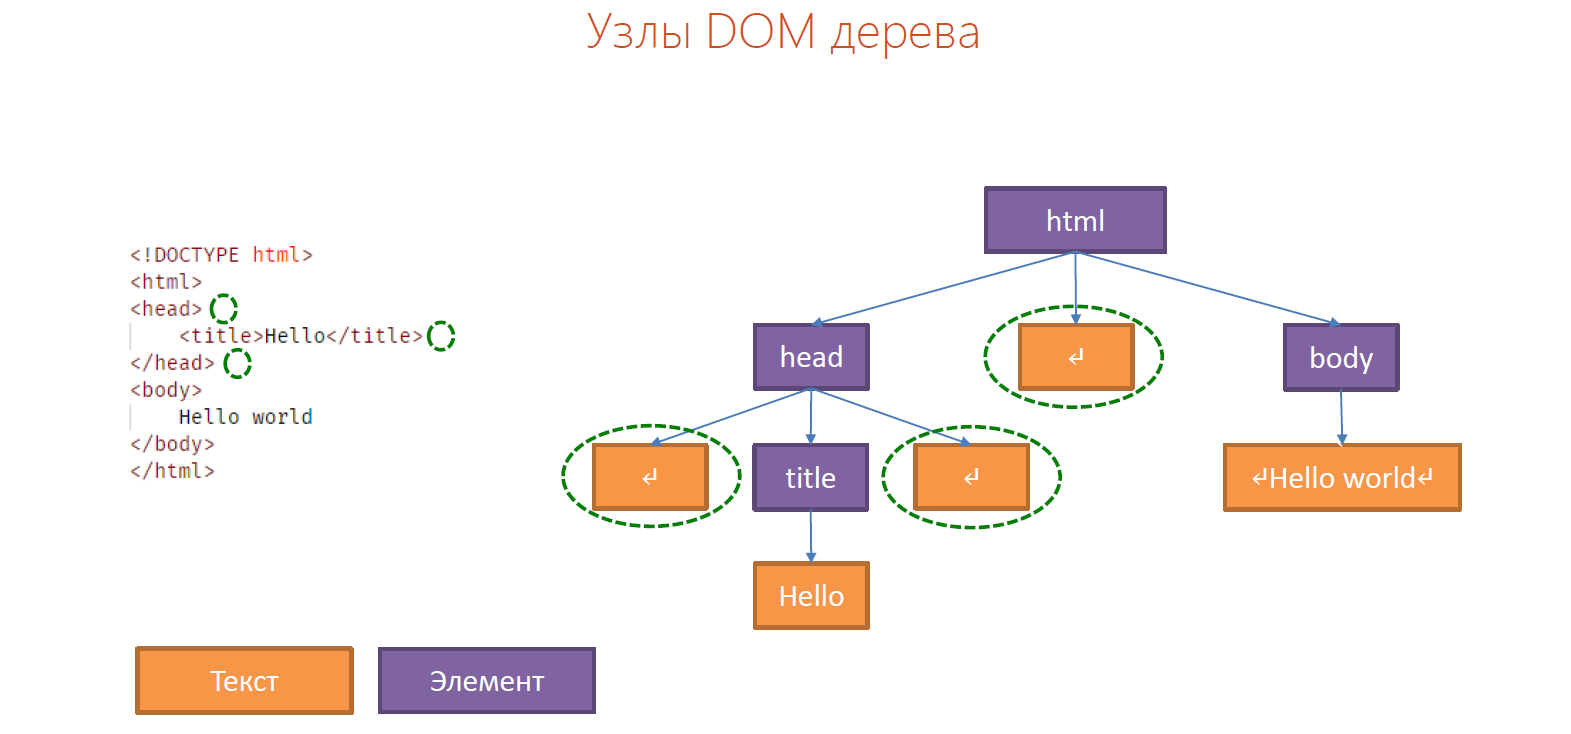 Узлы DOM дерева
<!DOCTYPE html>
<html>
<head>
<title>Hello</title>
</head>
<body>
Hello world
</body>
</html>
html
head
↵
body
↵
title
↵
↵Hello world↵
Hello
Текст
Элемент